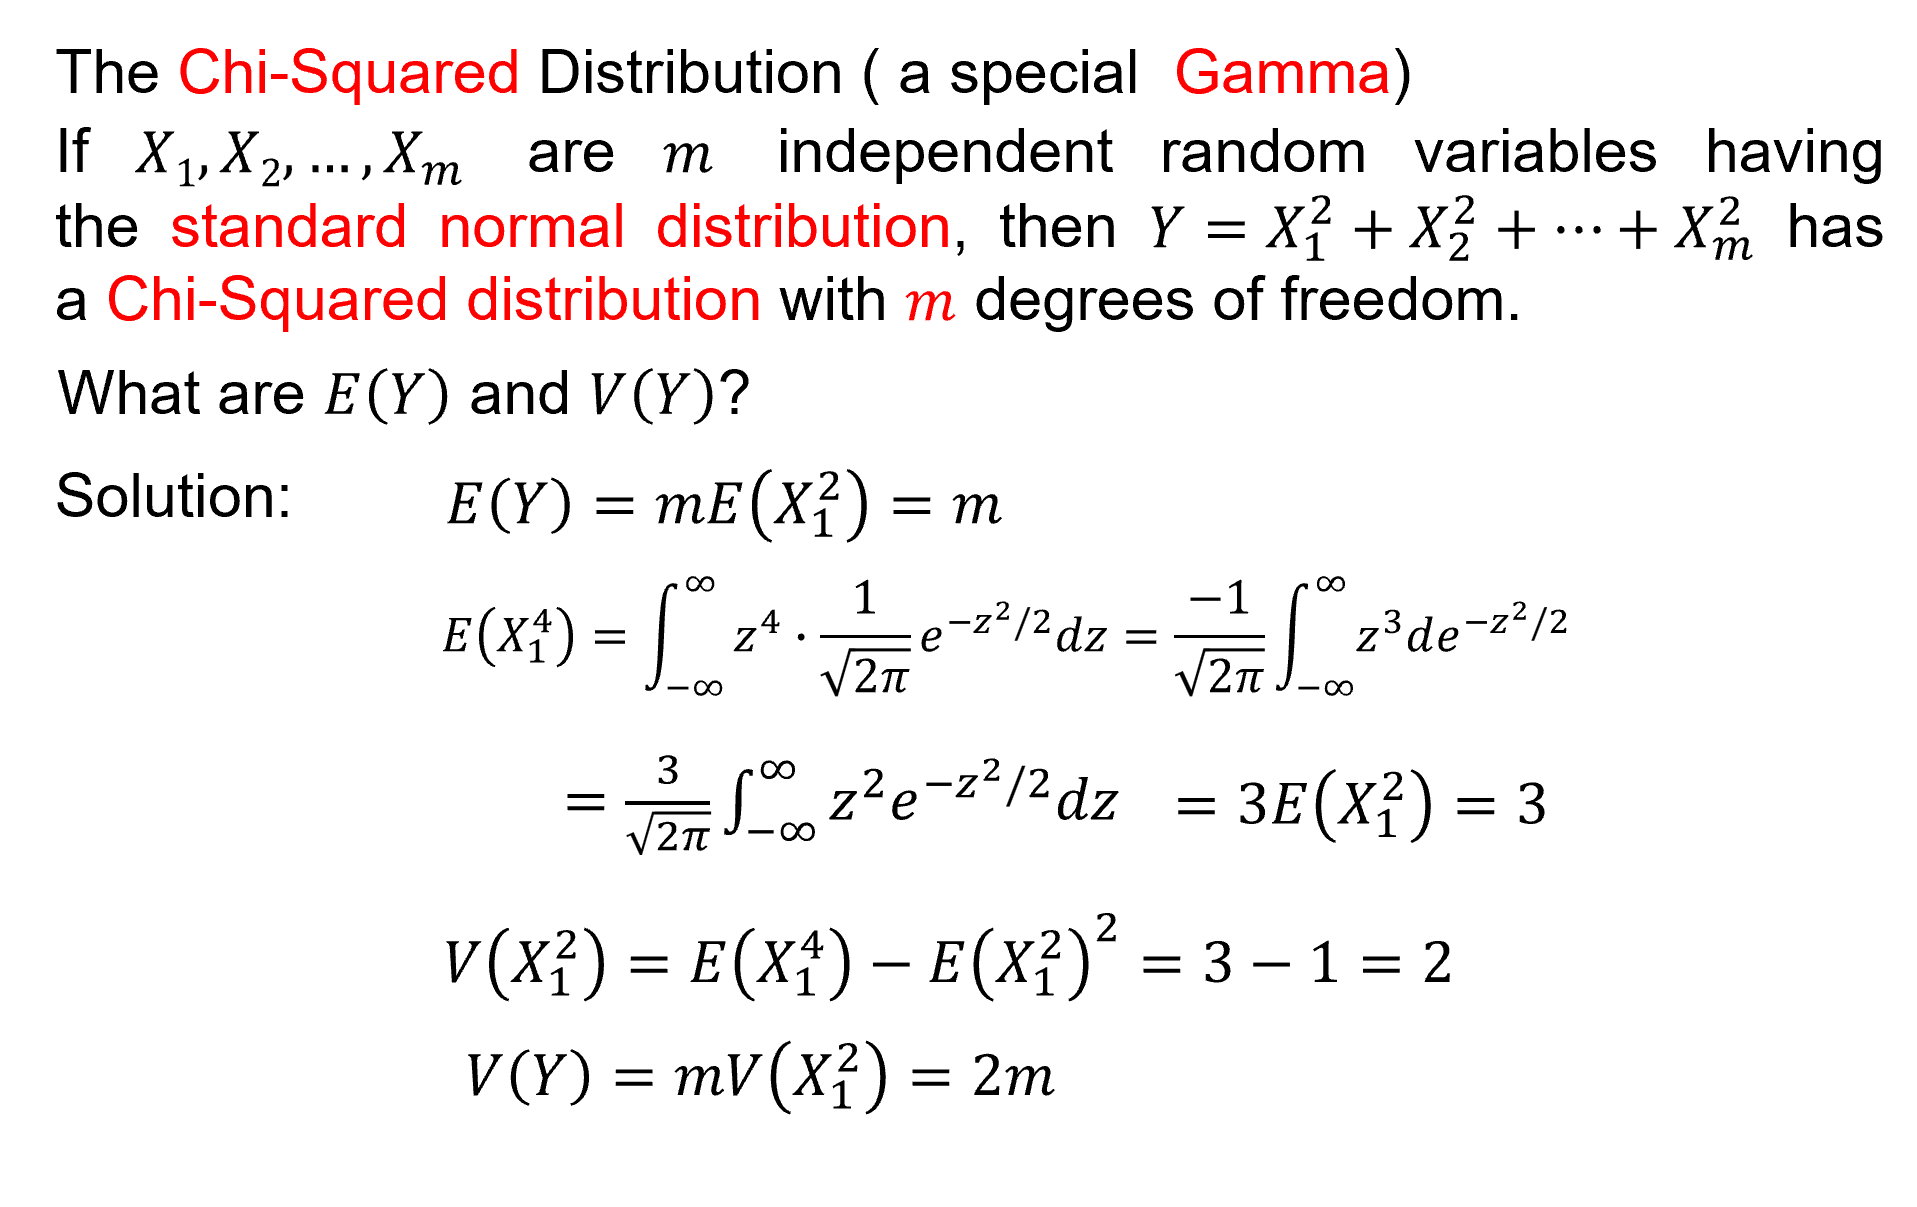 The Chi-Squared Distribution ( a special Gamma)
If $X_1, X_2, \ldots, X_m$ are $m$ independent random variables having
the standard normal distribution, then $Y = X_1^2 + X_2^2 + \cdots + X_m^2$ has
a Chi-Squared distribution with $m$ degrees of freedom.
What are $E(Y)$ and $V(Y)$?
Solution: $E(Y) = mE(X_1^2) = m$
$E(X_1^4) = \int_{-\infty}^{\infty} z^4 \cdot \frac{1}{\sqrt{2\pi}} e^{-z^2/2} dz = \frac{-1}{\sqrt{2\pi}} \int_{-\infty}^{\infty} z^3 de^{-z^2/2}$
$= \frac{3}{\sqrt{2\pi}} \int_{-\infty}^{\infty} z^2 e^{-z^2/2} dz = 3E(X_1^2) = 3$
$V(X_1^2) = E(X_1^4) - E(X_1^2)^2 = 3 - 1 = 2$
$V(Y) = mV(X_1^2) = 2m$